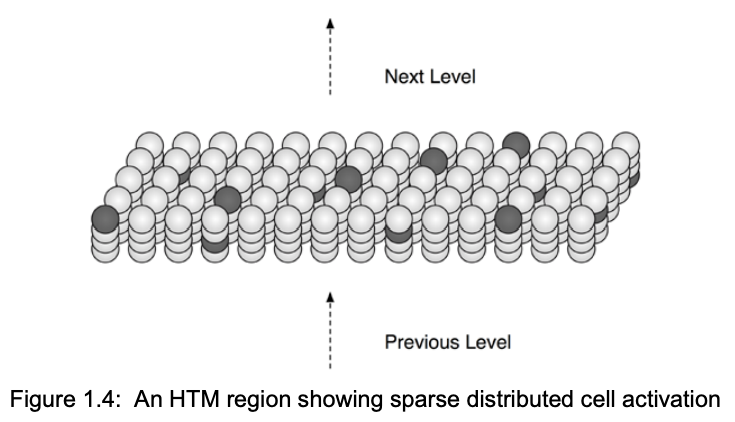 Next Level
Previous Level
Figure 1.4:  An HTM region showing sparse distributed cell activation